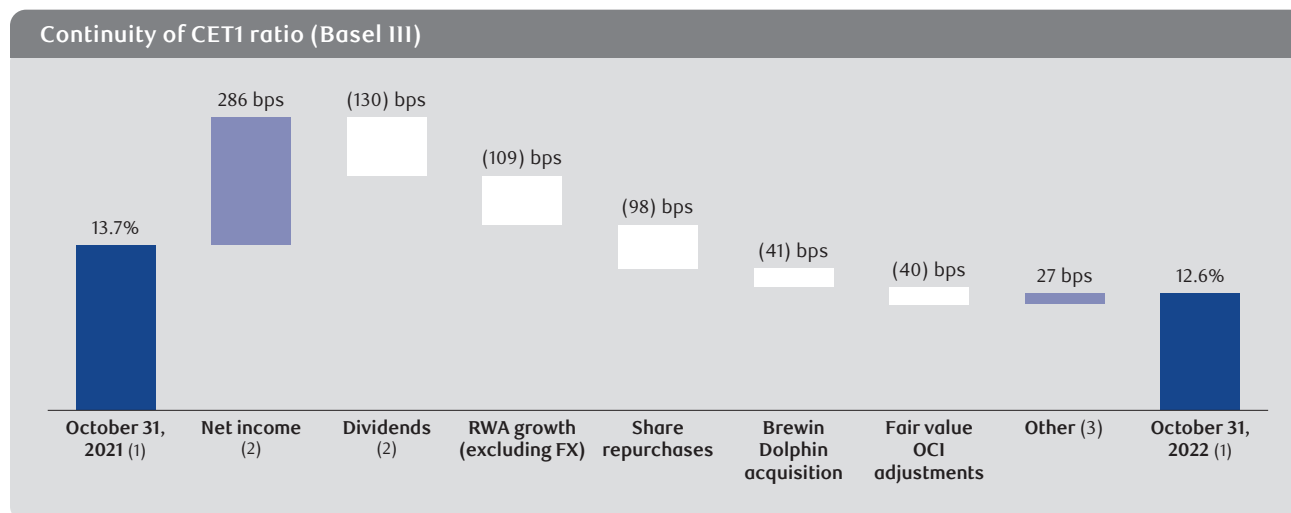 Continuity of CET1 ratio (Basel III)
13.7%
286 bps
(130) bps
(109) bps
(98) bps
(41) bps
(40) bps
27 bps
12.6%
October 31,
2021 (1)
Net income
(2)
Dividends
(2)
RWA growth
(excluding FX)
Share
repurchases
Brewin
Dolphin
acquisition
Fair value
OCI
adjustments
Other (3)
October 31,
2022 (1)